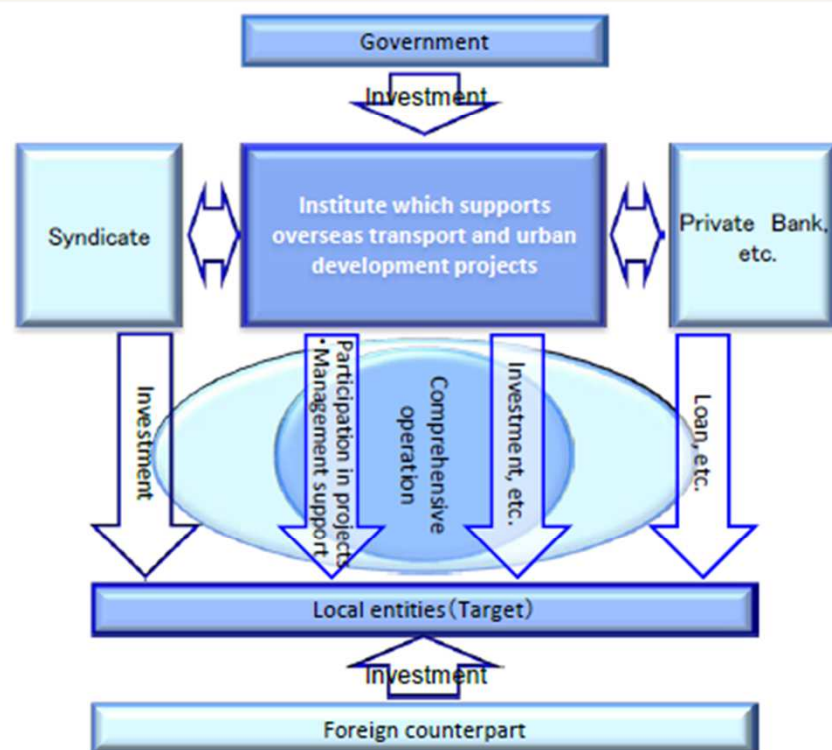 Government
Investment
Syndicate
Institute which supports
overseas transport and urban
development projects
Private Bank,
etc.
Investment
Participation in projects
・Management support
Comprehensive
operation
Investment, etc.
Loan, etc.
Local entities(Target)
Investment
Foreign counterpart